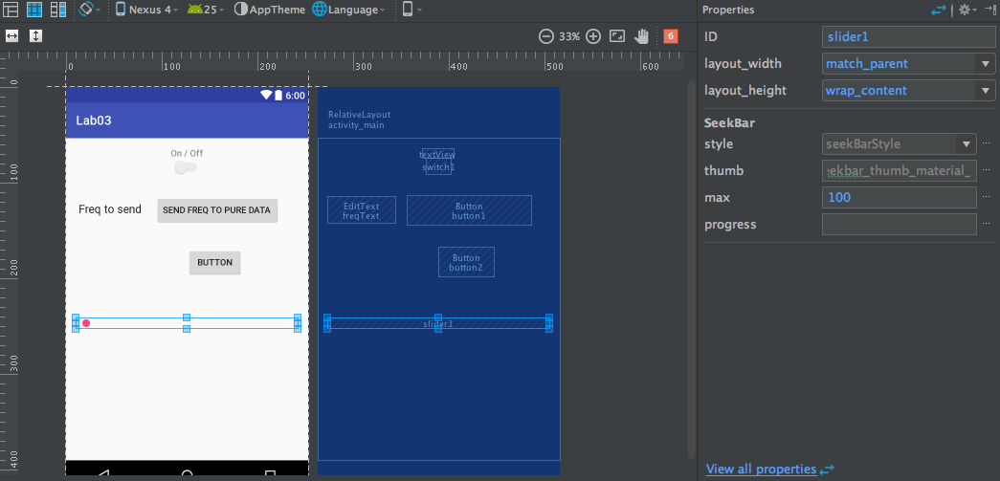 Nexus 4 25 AppTheme Language
Properties
33% 6
0 100 200 300 400 500 600
0
100
200
300
400
6:00
Lab03
On / Off
Freq to send SEND FREQ TO PURE DATA
BUTTON
RelativeLayout
activity_main
textView
switch1
EditText
freqText
Button
button1
Button
button2
slider1
ID slider1
layout_width match_parent
layout_height wrap_content
SeekBar
style seekBarStyle ...
thumb ekbar_thumb_material_ ...
max 100 ...
progress ...
View all properties